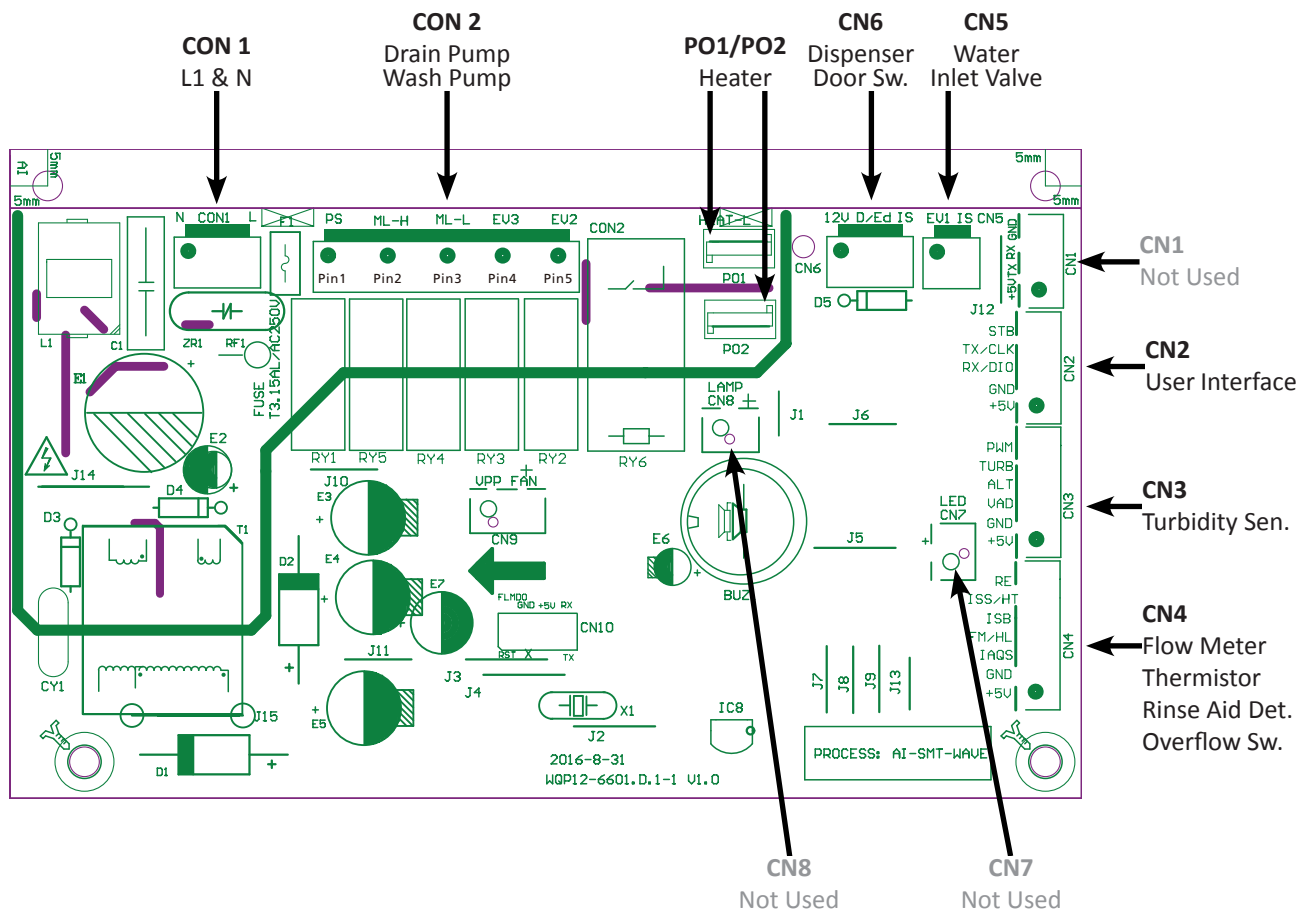 CON 1
L1 & N
CON 2
Drain Pump
Wash Pump
PO1/PO2
Heater
CN6
Dispenser
Door Sw.
CN5
Water
Inlet Valve
AI
5mm
5mm
5mm
5mm
N CON1 L
F1
PS ML-H ML-L EV3 EV2
CON2
12V D/Ed IS
EV1 IS CN5
Pin1 Pin2 Pin3 Pin4 Pin5
PO1
CN6
D5
J12
+5V TX RX GND
CN1
CN1
Not Used
L1
C1
ZR1
RF1
PO2
STB
TX/CLK
RX/DIO
GND
+5V
CN2
CN2
User Interface
E1
FUSE
T3.15AL/AC250V
LAMP
CN8
J1
J6
E2
RY1 RY5 RY4 RY3 RY2 RY6
J14
D4
J10
E3
VPP FAN
CN9
PWM
TURB
ALT
VAD
GND
+5V
CN3
CN3
Turbidity Sen.
LED
CN7
D3
T1
D2
E4
E7
E6
BUZ
J5
FLMDO
GND +5V RX
CN10
RST X TX
RE
ISS/HT
ISB
FM/HL
IAQS
GND
+5V
CN4
CN4
Flow Meter
Thermistor
Rinse Aid Det.
Overflow Sw.
CY1
J11
J3
J4
J7
J8
J9
J13
J15
E5
X1
J2
IC8
D1
2016-8-31
WQP12-6601.D.1-1 V1.0
PROCESS: AI-SMT-WAVE
CN8
Not Used
CN7
Not Used